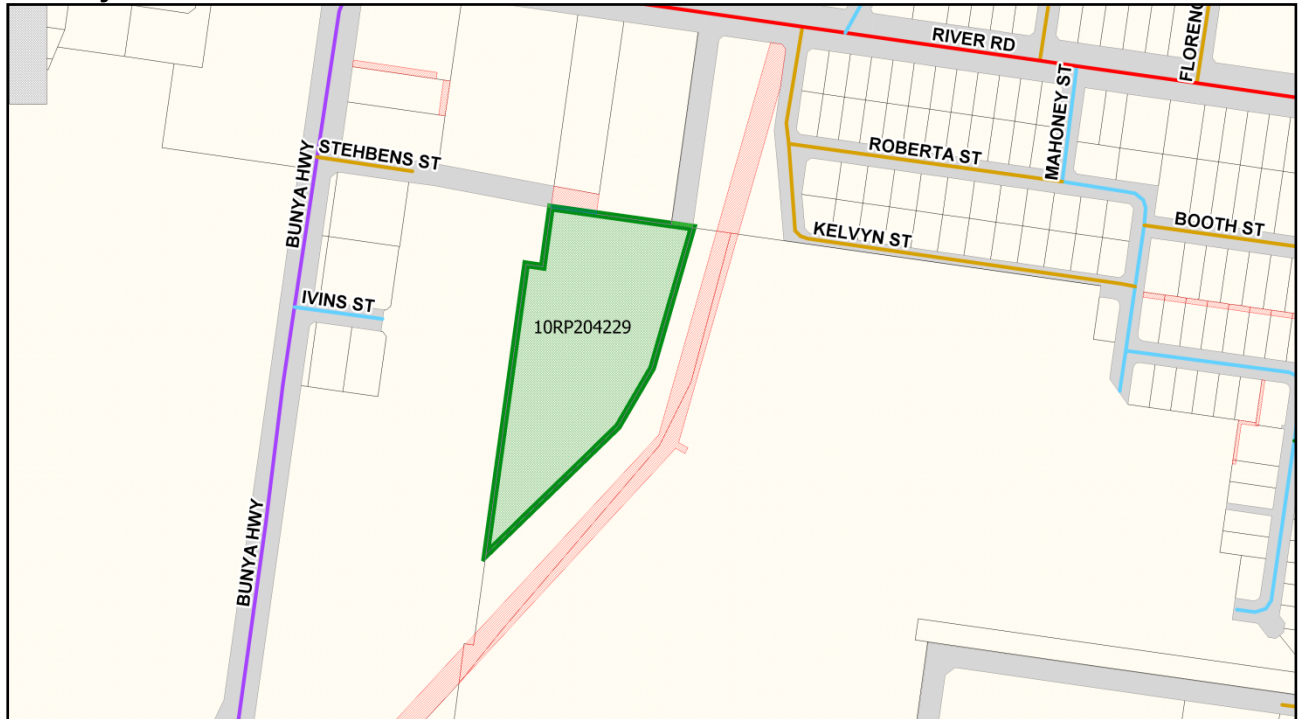 RIVER RD
MAHONEY ST
STEHBENS ST
BUNYA HWY
ROBERTA ST
KELVYN ST
BOOTH ST
IVINS ST
10RP204229
BUNYA HWY